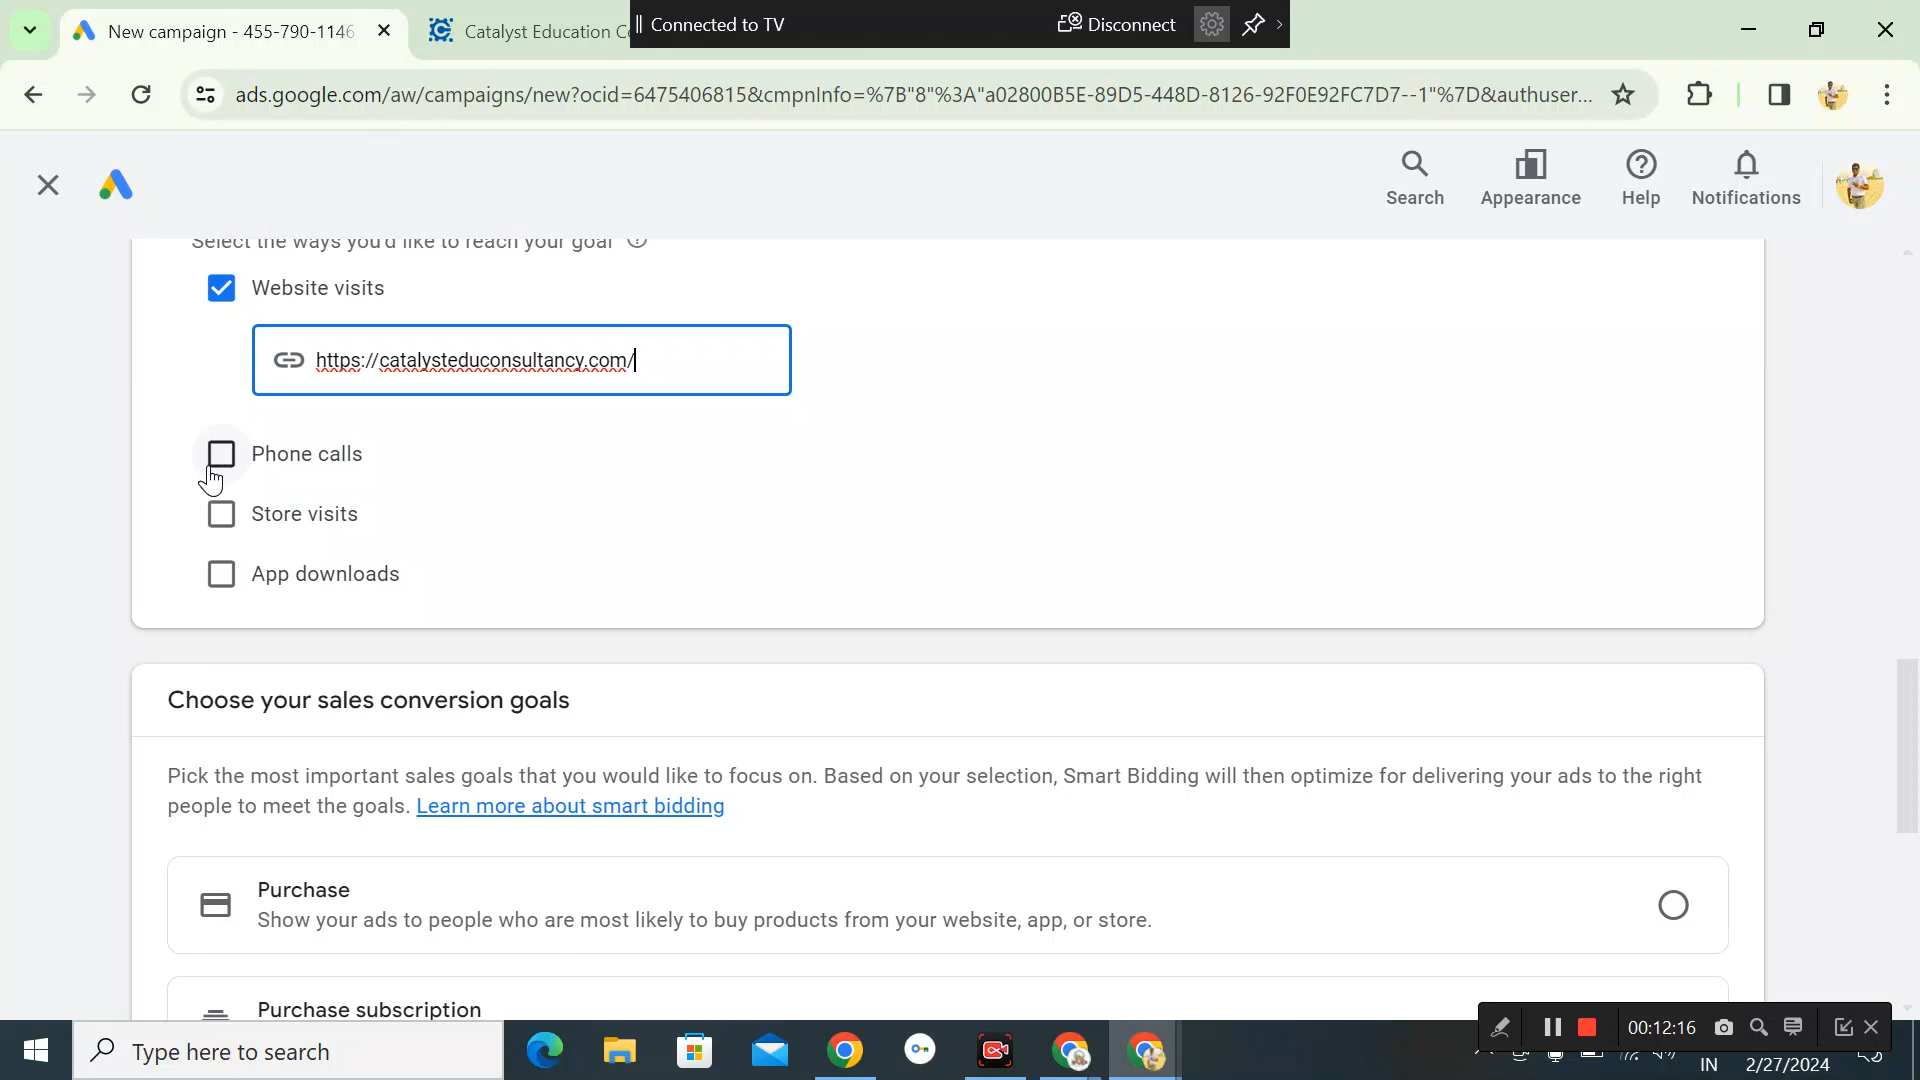 New campaign - 455-790-1146
Catalyst Education Co
Connected to TV
Disconnect
ads.google.com/aw/campaigns/new?ocid=6475406815&cmpnInfo=%7B"8"%3A"a02800B5E-89D5-448D-8126-92F0E92FC7D7--1"%7D&authuser...
Search
Appearance
Help
Notifications
Select the ways you'd like to reach your goal
Website visits
https://catalysteduconsultancy.com/
Phone calls
Store visits
App downloads
Choose your sales conversion goals
Pick the most important sales goals that you would like to focus on. Based on your selection, Smart Bidding will then optimize for delivering your ads to the right
people to meet the goals. Learn more about smart bidding
Purchase
Show your ads to people who are most likely to buy products from your website, app, or store.
Purchase subscription
00:12:16
Type here to search
IN
2/27/2024